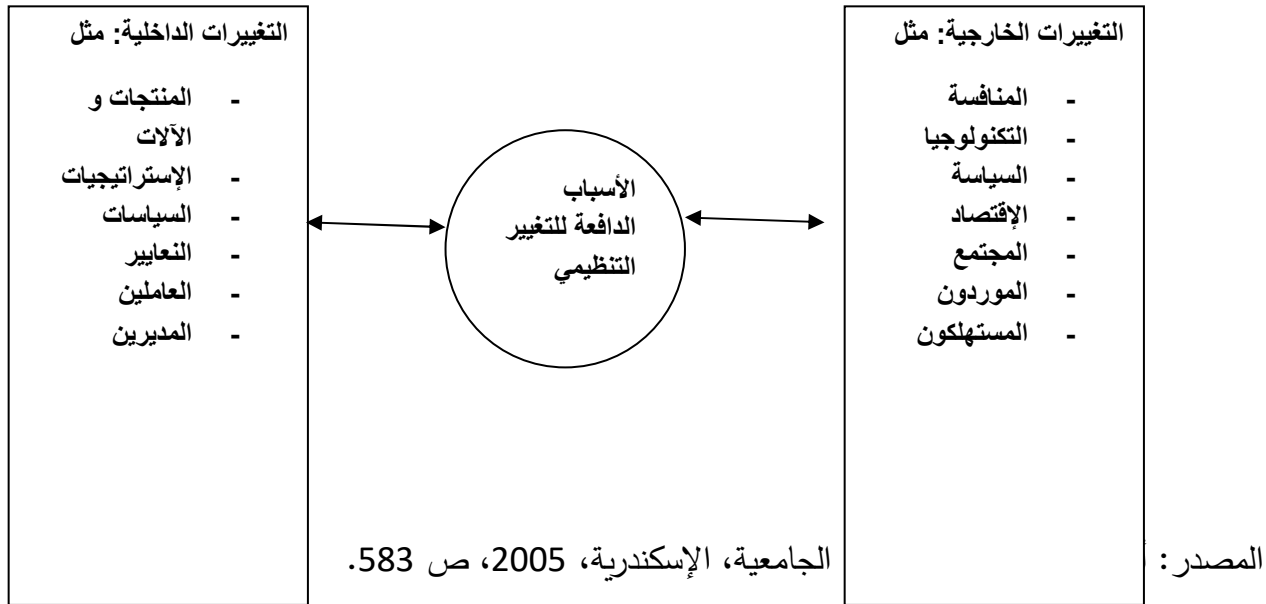 التغييرات الخارجية: مثل
- المنافسة
- التكنولوجيا
- السياسة
- الإقتصاد
- المجتمع
- الموردون
- المستهلكون
الأسباب
الدافعة للتغيير
التنظيمي
التغييرات الداخلية: مثل
- المنتجات و
الآلات
- الإستراتيجيات
- السياسات
- النعايير
- العاملين
- المديرين
المصدر: الجامعية، الإسكندرية، 2005، ص 583.